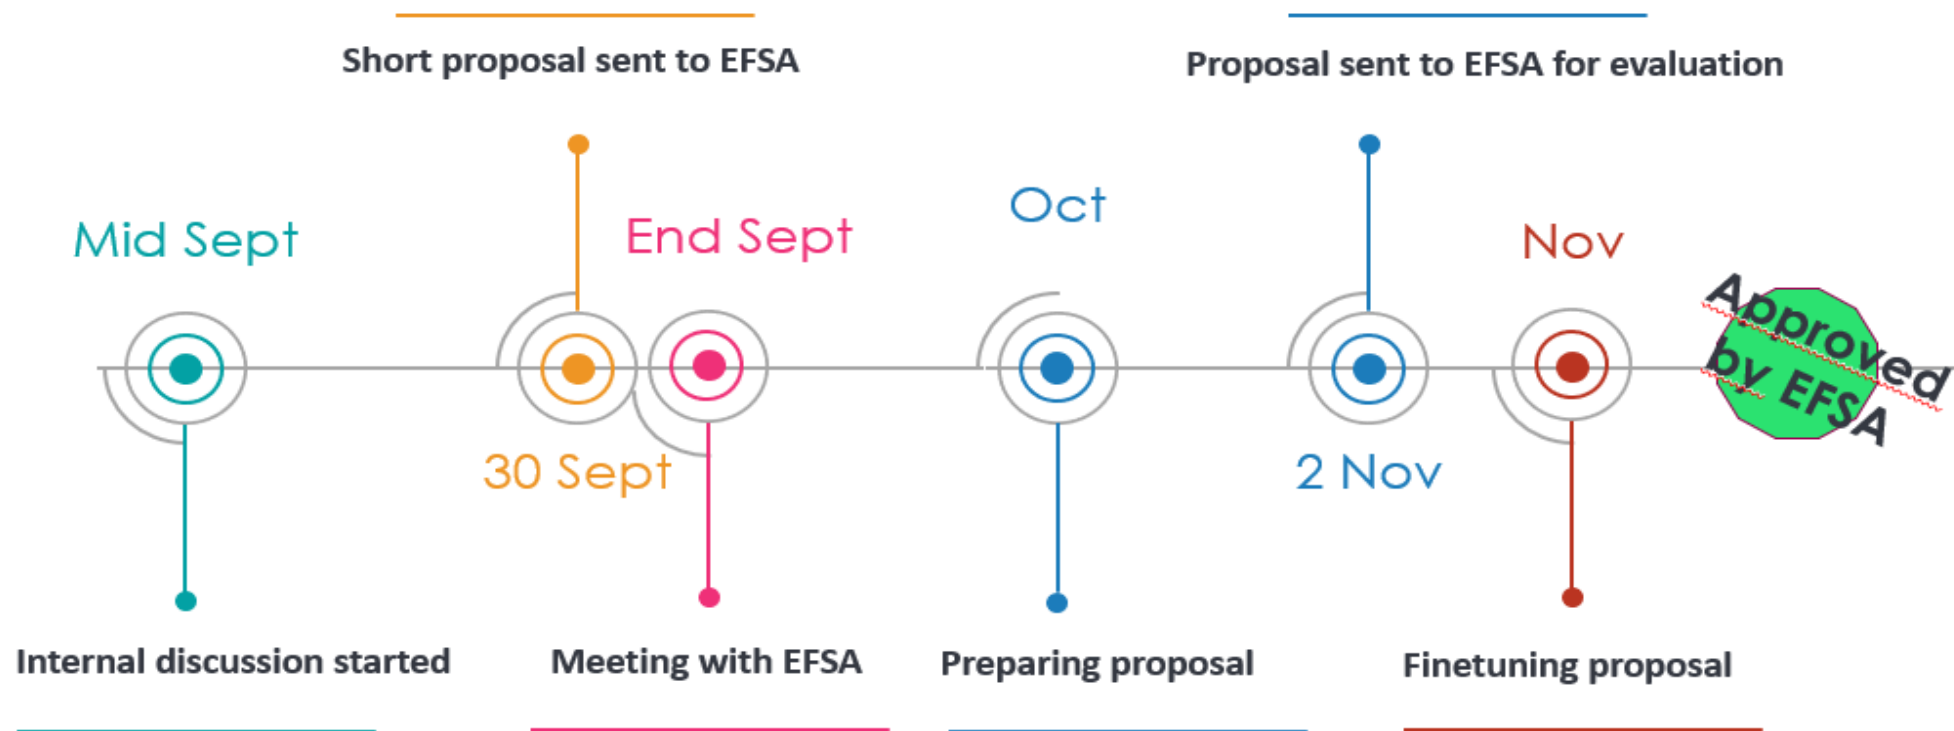 Short proposal sent to EFSA
Proposal sent to EFSA for evaluation
Mid Sept
End Sept
Oct
Nov
Approved
by EFSA
30 Sept
2 Nov
Internal discussion started
Meeting with EFSA
Preparing proposal
Finetuning proposal